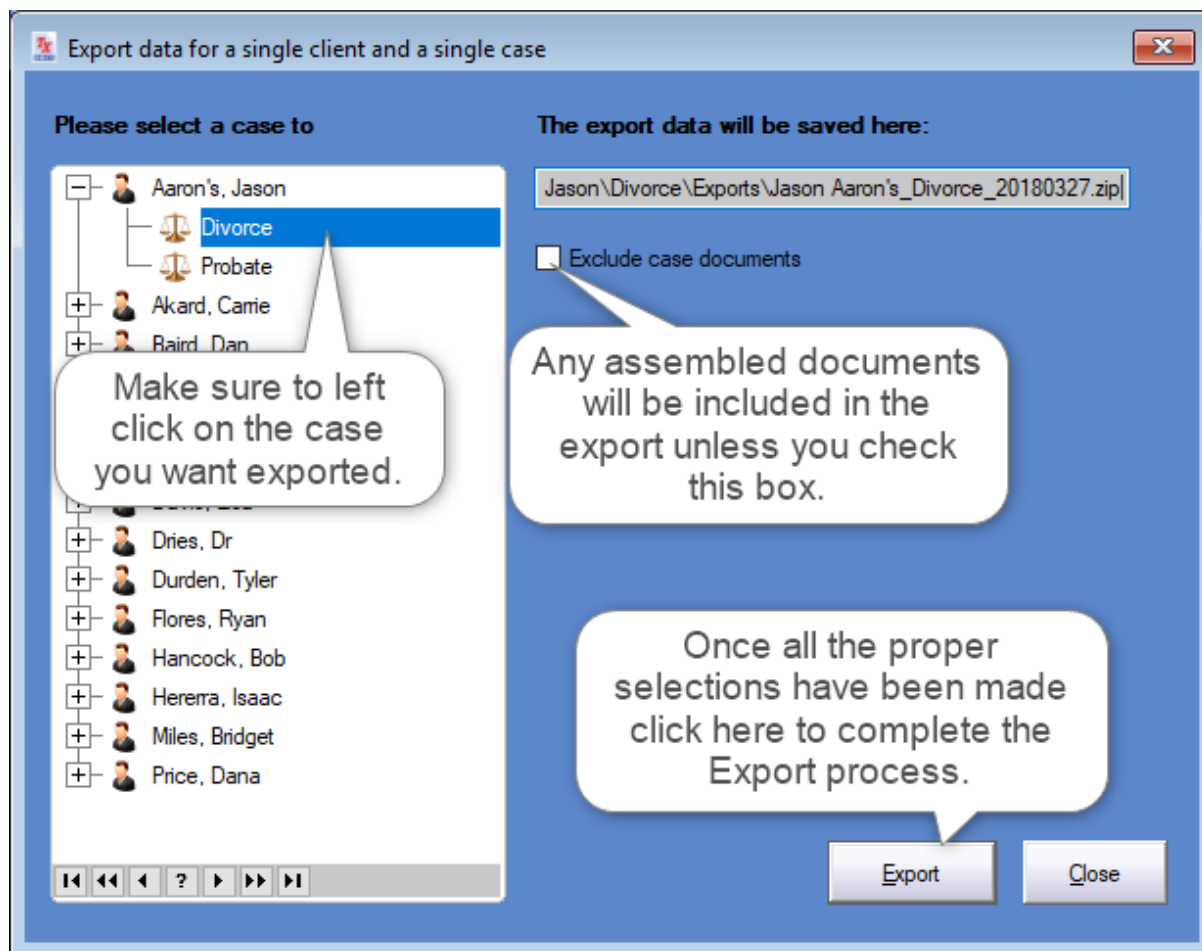 Export data for a single client and a single case
Please select a case to
Aaron's, Jason
Divorce
Probate
Akard, Carrie
Baird, Dan
Make sure to left
click on the case
you want exported.
Dries, Dr
Durden, Tyler
Flores, Ryan
Hancock, Bob
Hererra, Isaac
Miles, Bridget
Price, Dana
?
The export data will be saved here:
Jason\Divorce\Exports\Jason Aaron's_Divorce_20180327.zip
Exclude case documents
Any assembled documents
will be included in the
export unless you check
this box.
Once all the proper
selections have been made
click here to complete the
Export process.
Export
Close